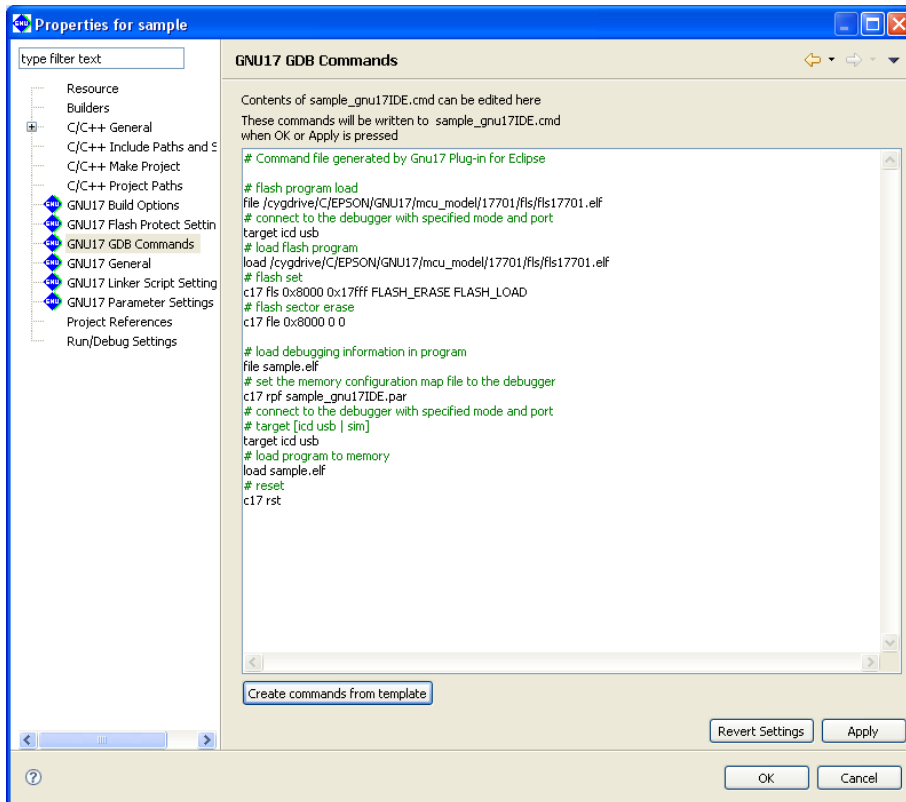 Properties for sample
type filter text
Resource
Builders
C/C++ General
C/C++ Include Paths and S
C/C++ Make Project
C/C++ Project Paths
GNU17 Build Options
GNU17 Flash Protect Settin
GNU17 GDB Commands
GNU17 General
GNU17 Linker Script Setting
GNU17 Parameter Settings
Project References
Run/Debug Settings
GNU17 GDB Commands
Contents of sample_gnu17IDE.cmd can be edited here
These commands will be written to sample_gnu17IDE.cmd
when OK or Apply is pressed
# Command file generated by Gnu17 Plug-in for Eclipse
# flash program load
file /cygdrive/C/EPSON/GNU17/mcu_model/17701/fls/fls17701.elf
# connect to the debugger with specified mode and port
target icd usb
# load flash program
load /cygdrive/C/EPSON/GNU17/mcu_model/17701/fls/fls17701.elf
# flash set
c17 fls 0x8000 0x17fff FLASH_ERASE FLASH_LOAD
# flash sector erase
c17 fle 0x8000 0 0
# load debugging information in program
file sample.elf
# set the memory configuration map file to the debugger
c17 rpf sample_gnu17IDE.par
# connect to the debugger with specified mode and port
# target [icd usb | sim]
target icd usb
# load program to memory
load sample.elf
# reset
c17 rst
Create commands from template
Revert Settings
Apply
OK
Cancel